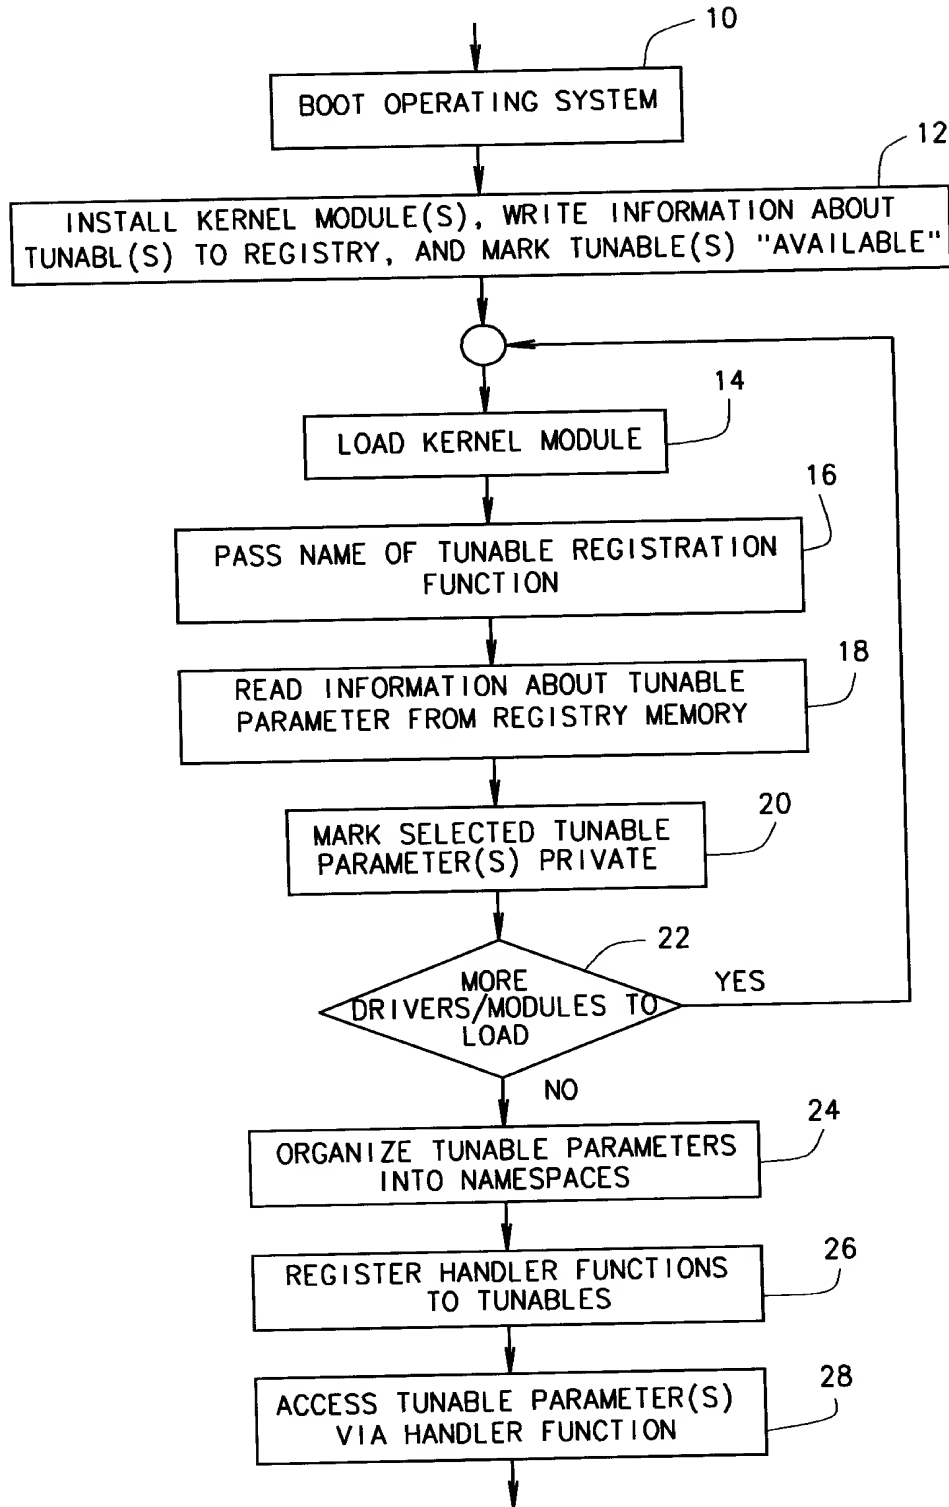 10
BOOT OPERATING SYSTEM
12
INSTALL KERNEL MODULE(S), WRITE INFORMATION ABOUT
TUNABL(S) TO REGISTRY, AND MARK TUNABLE(S) "AVAILABLE"
14
LOAD KERNEL MODULE
16
PASS NAME OF TUNABLE REGISTRATION
FUNCTION
18
READ INFORMATION ABOUT TUNABLE
PARAMETER FROM REGISTRY MEMORY
20
MARK SELECTED TUNABLE
PARAMETER(S) PRIVATE
22
MORE
DRIVERS/MODULES TO
LOAD
YES
NO
24
ORGANIZE TUNABLE PARAMETERS
INTO NAMESPACES
26
REGISTER HANDLER FUNCTIONS
TO TUNABLES
28
ACCESS TUNABLE PARAMETER(S)
VIA HANDLER FUNCTION